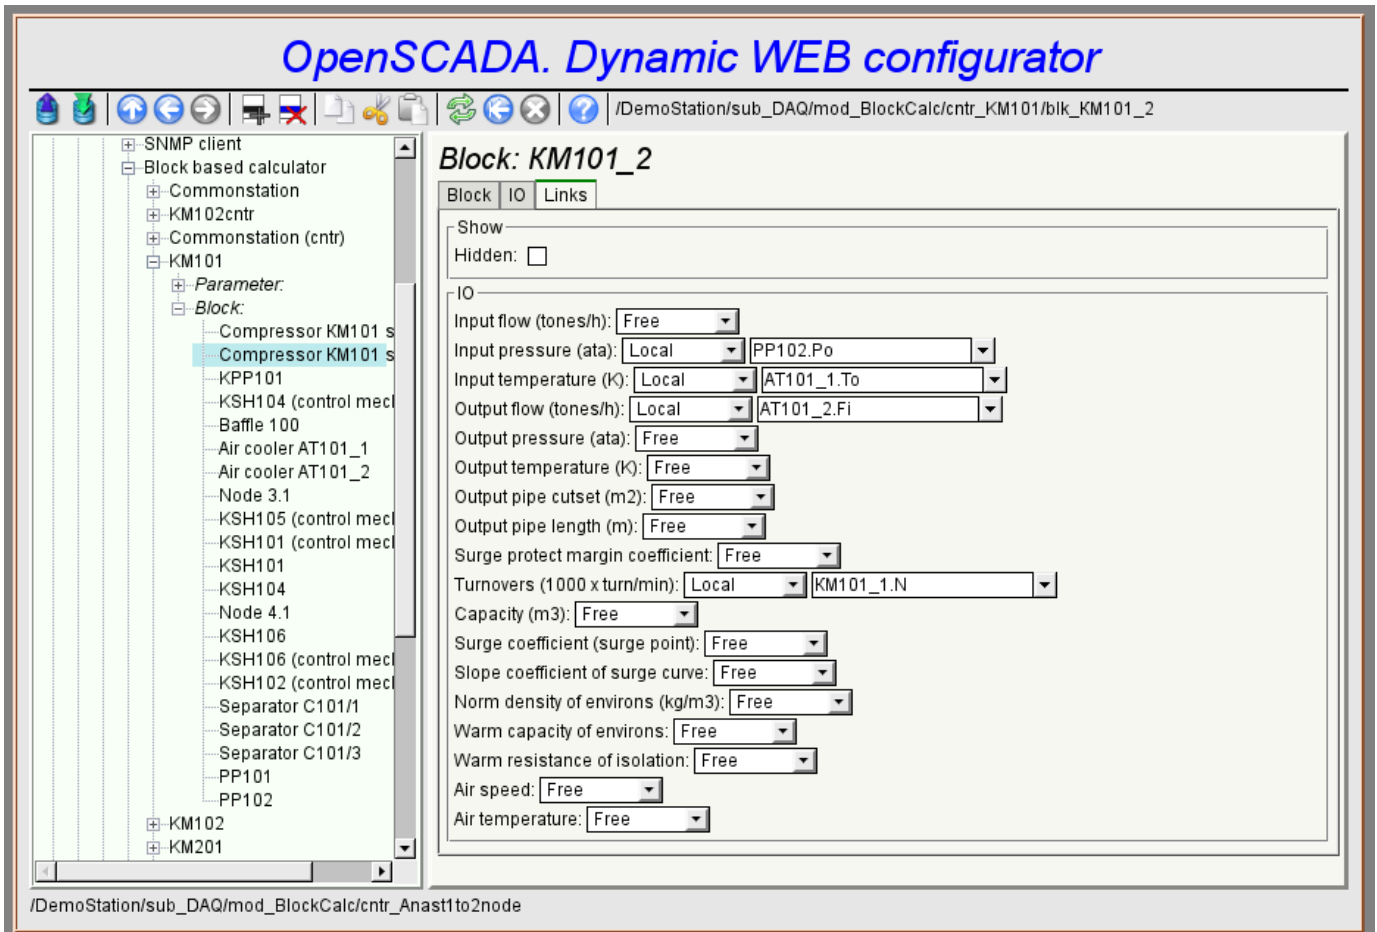 OpenSCADA. Dynamic WEB configurator
/DemoStation/sub_DAQ/mod_BlockCalc/cntr_KM101/blk_KM101_2
SNMP client
Block based calculator
Commonstation
KM102cntr
Commonstation (cntr)
KM101
Parameter:
Block:
Compressor KM101 s
Compressor KM101 s
KPP101
KSH104 (control mecl
Baffle 100
Air cooler AT101_1
Air cooler AT101_2
Node 3.1
KSH105 (control mecl
KSH101 (control mecl
KSH101
KSH104
Node 4.1
KSH106
KSH106 (control mecl
KSH102 (control mecl
Separator C101/1
Separator C101/2
Separator C101/3
PP101
PP102
KM102
KM201
Block: KM101_2
Block IO Links
Show
Hidden:
IO
Input flow (tones/h): Free
Input pressure (ata): Local PP102.Po
Input temperature (K): Local AT101_1.To
Output flow (tones/h): Local AT101_2.Fi
Output pressure (ata): Free
Output temperature (K): Free
Output pipe cutset (m2): Free
Output pipe length (m): Free
Surge protect margin coefficient: Free
Turnovers (1000 x turn/min): Local KM101_1.N
Capacity (m3): Free
Surge coefficient (surge point): Free
Slope coefficient of surge curve: Free
Norm density of environs (kg/m3): Free
Warm capacity of environs: Free
Warm resistance of isolation: Free
Air speed: Free
Air temperature: Free
/DemoStation/sub_DAQ/mod_BlockCalc/cntr_Anast1to2node